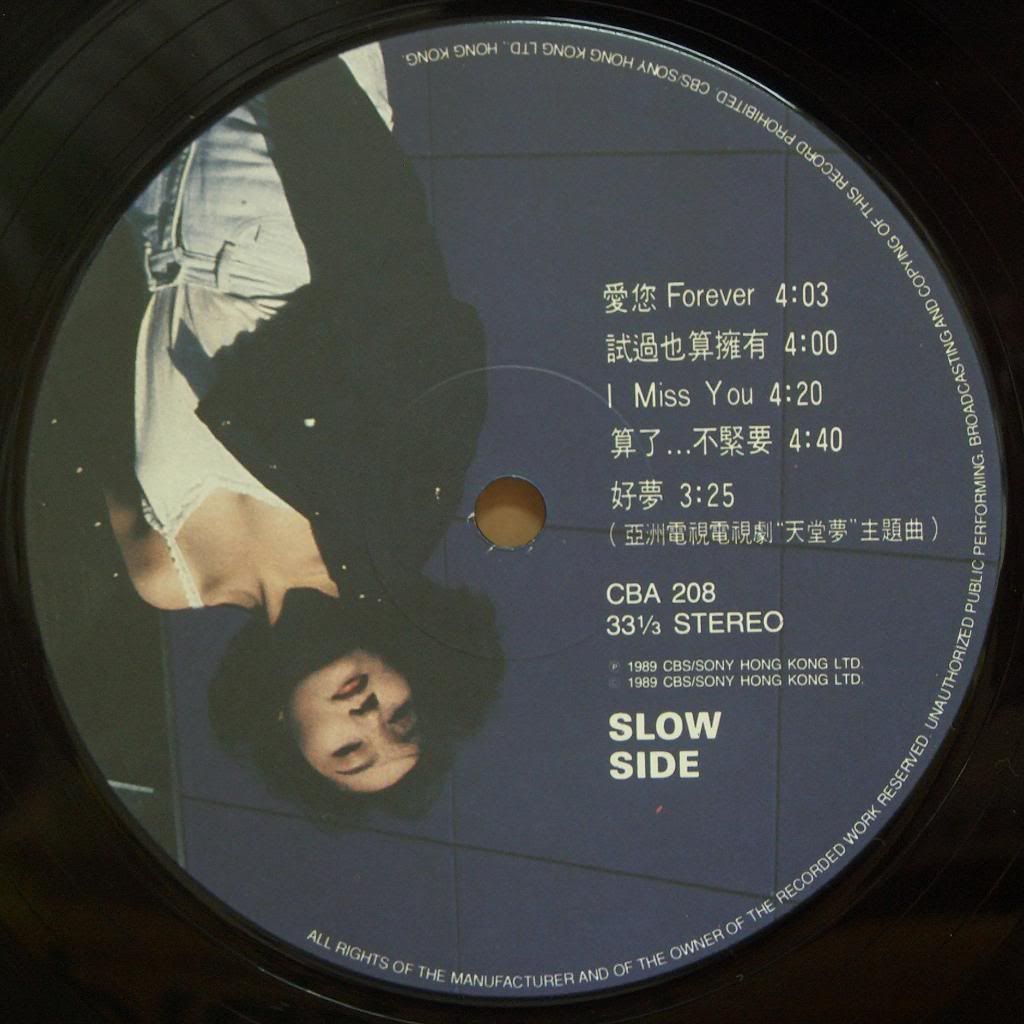 愛您 Forever 4:03
試過也算擁有 4:00
I Miss You 4:20
算了...不緊要 4:40
好夢 3:25
(亞洲電視電視劇"天堂夢"主題曲)
CBA 208
33⅓ STEREO
℗ 1989 CBS/SONY HONG KONG LTD.
© 1989 CBS/SONY HONG KONG LTD.
SLOW
SIDE
ALL RIGHTS OF THE MANUFACTURER AND OF THE OWNER OF THE RECORDED WORK RESERVED. UNAUTHORIZED PUBLIC PERFORMING. BROADCASTING AND COPYING OF THIS RECORD PROHIBITED. CBS-SONY HONG KONG LTD. HONG KONG.